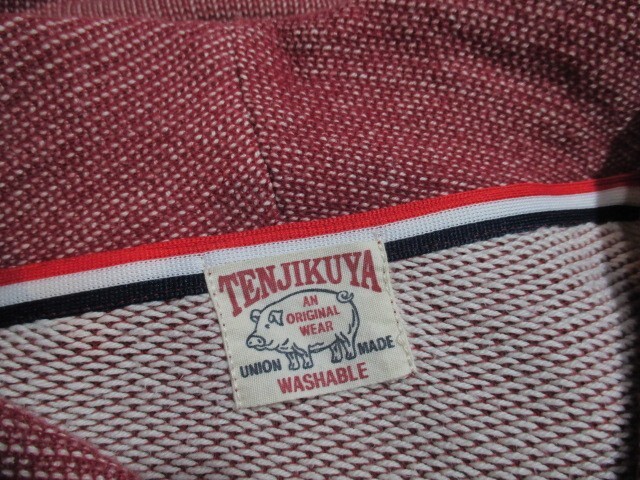 TENJIKUYA
AN
ORIGINAL
WEAR
UNION MADE
WASHABLE